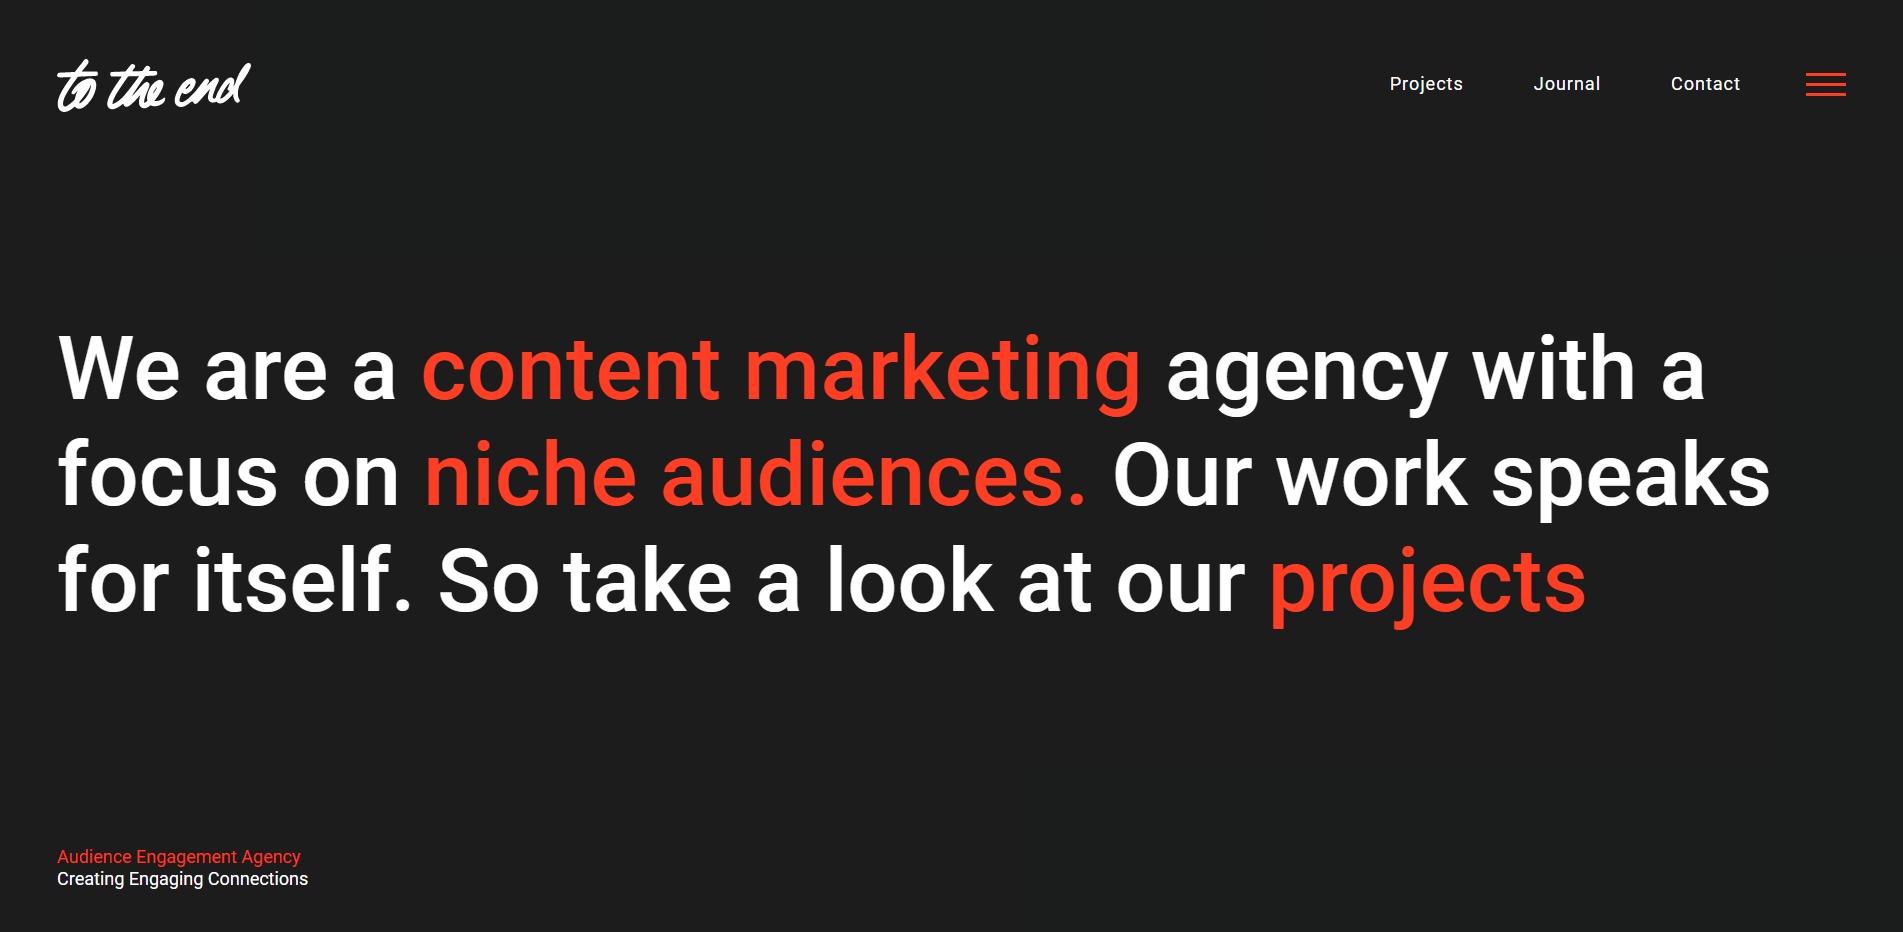 to the end
Projects Journal Contact
We are a content marketing agency with a
focus on niche audiences. Our work speaks
for itself. So take a look at our projects
Audience Engagement Agency
Creating Engaging Connections